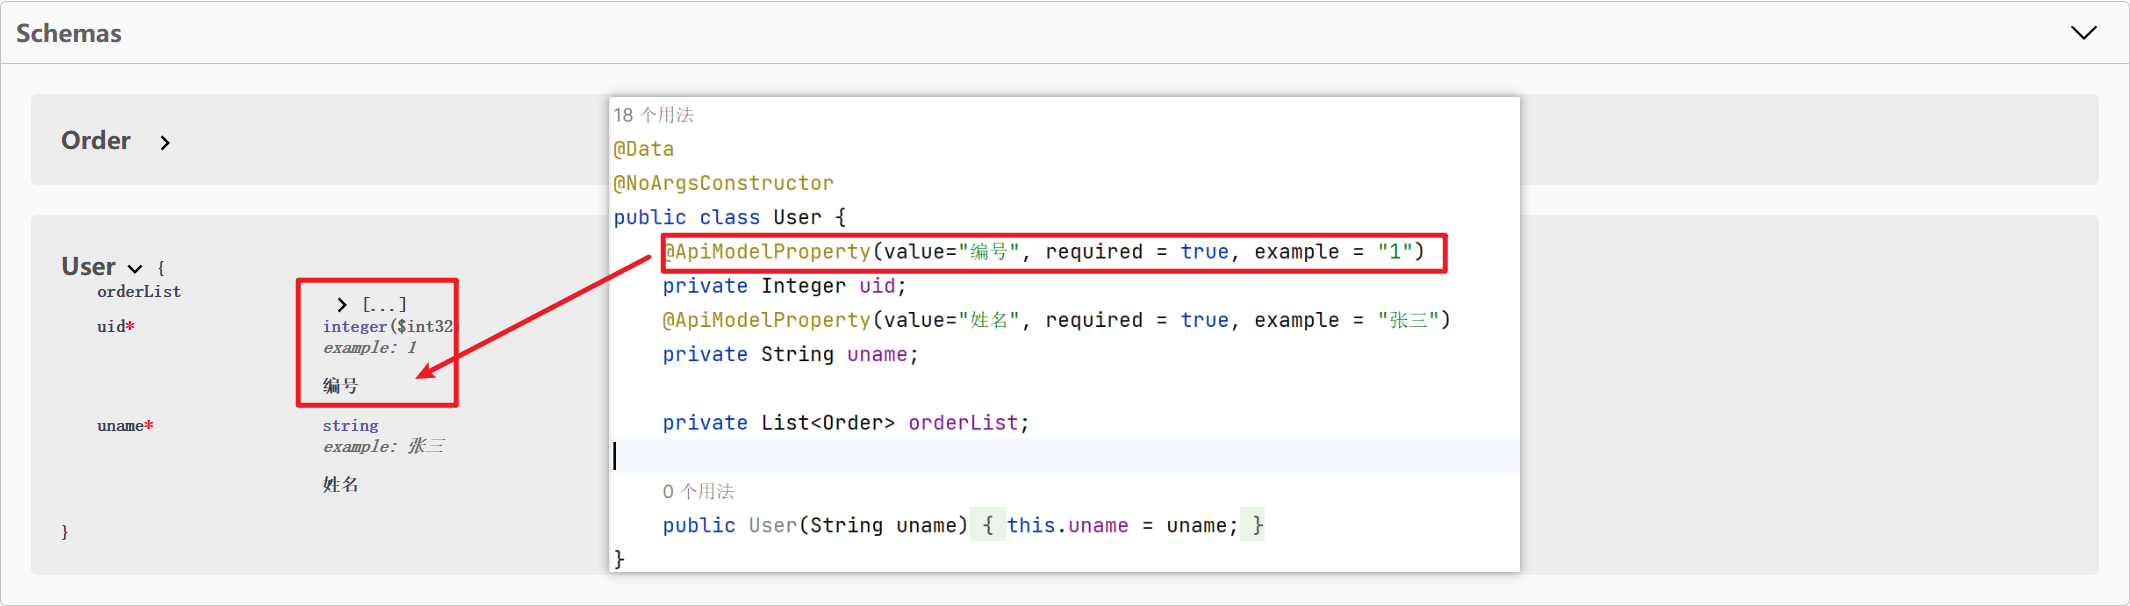 Schemas
Order
User {
orderList
[...]
uid*
integer($int32
example: 1
编号
uname*
string
example: 张三
姓名
}
18 个用法
@Data
@NoArgsConstructor
public class User {
@ApiModelProperty(value="编号", required = true, example = "1")
private Integer uid;
@ApiModelProperty(value="姓名", required = true, example = "张三")
private String uname;
private List<Order> orderList;
0 个用法
public User(String uname) { this.uname = uname; }
}